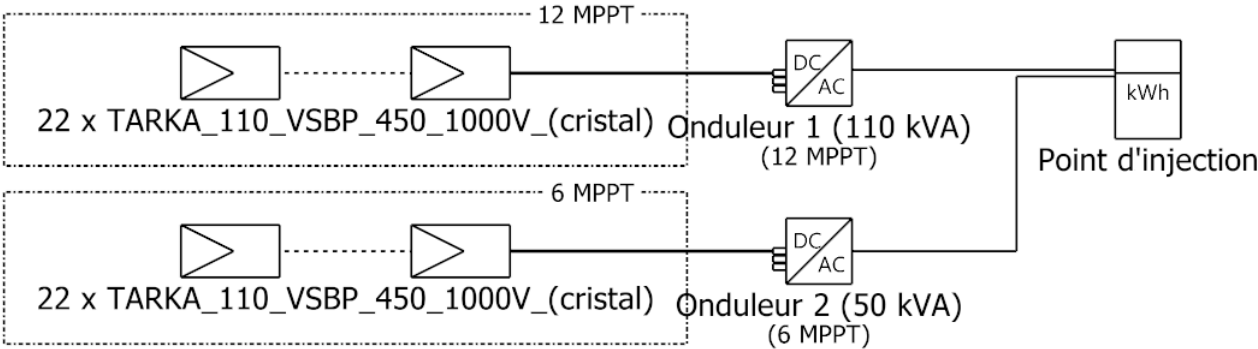 12 MPPT
DC
AC
kWh
22 x TARKA_110_VSBP_450_1000V_(cristal)
Onduleur 1 (110 kVA)
(12 MPPT)
Point d'injection
6 MPPT
DC
AC
22 x TARKA_110_VSBP_450_1000V_(cristal)
Onduleur 2 (50 kVA)
(6 MPPT)